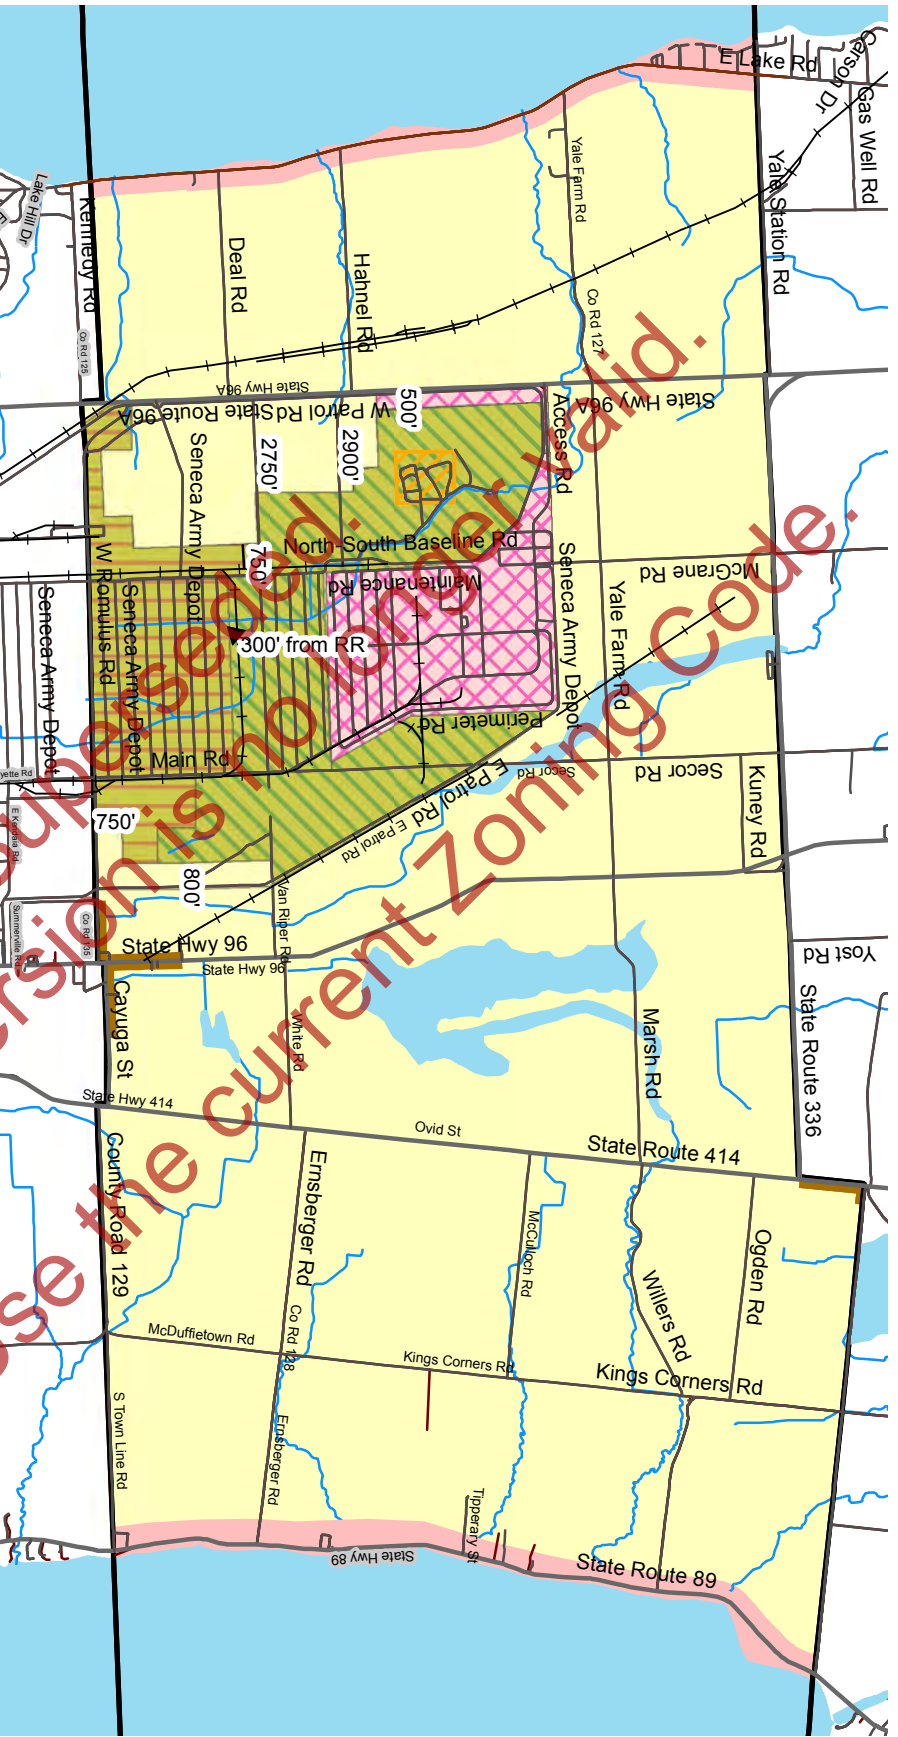 Carson Dr
E Lake Rd
Gas Well Rd
Yale Station Rd
Yale Farm Rd
Lake Hill Dr
Kennedy Rd
Deal Rd
Hahnel Rd
Co Rd 127
Co Rd 125
State Hwy 96A
State Route 96A
State Rd
W Patrol Rd
500'
Access Rd
State Hwy 96A
Seneca Army Depot
2750'
2900'
North-South Baseline Rd
750'
Maintenance Rd
McGrane Rd
Seneca Army Depot
W Romulus Rd
Seneca Army Depot
Seneca Army Depot
Yale Farm Rd
300' from RR
Perimeter Rd
Main Rd
E Patrol Rd
Secor Rd
Secor Rd
Kuney Rd
yette Rd
E Kendaia Rd
750'
E Patrol Rd
800'
Van Riper Rd
Summerville Rd
Co Rd 135
State Hwy 96
State Hwy 96
Yost Rd
Cayuga St
White Rd
Marsh Rd
State Route 336
State Hwy 414
Ovid St
State Route 414
County Road 129
Ernsberger Rd
McCulloch Rd
Ogden Rd
Willers Rd
McDuffietown Rd
Co Rd 128
Kings Corners Rd
Kings Corners Rd
S Town Line Rd
Ernsberger Rd
Tipperary St
State Hwy 89
State Route 89
superseded.
ersion is no longer valid.
se the current Zoning Code.